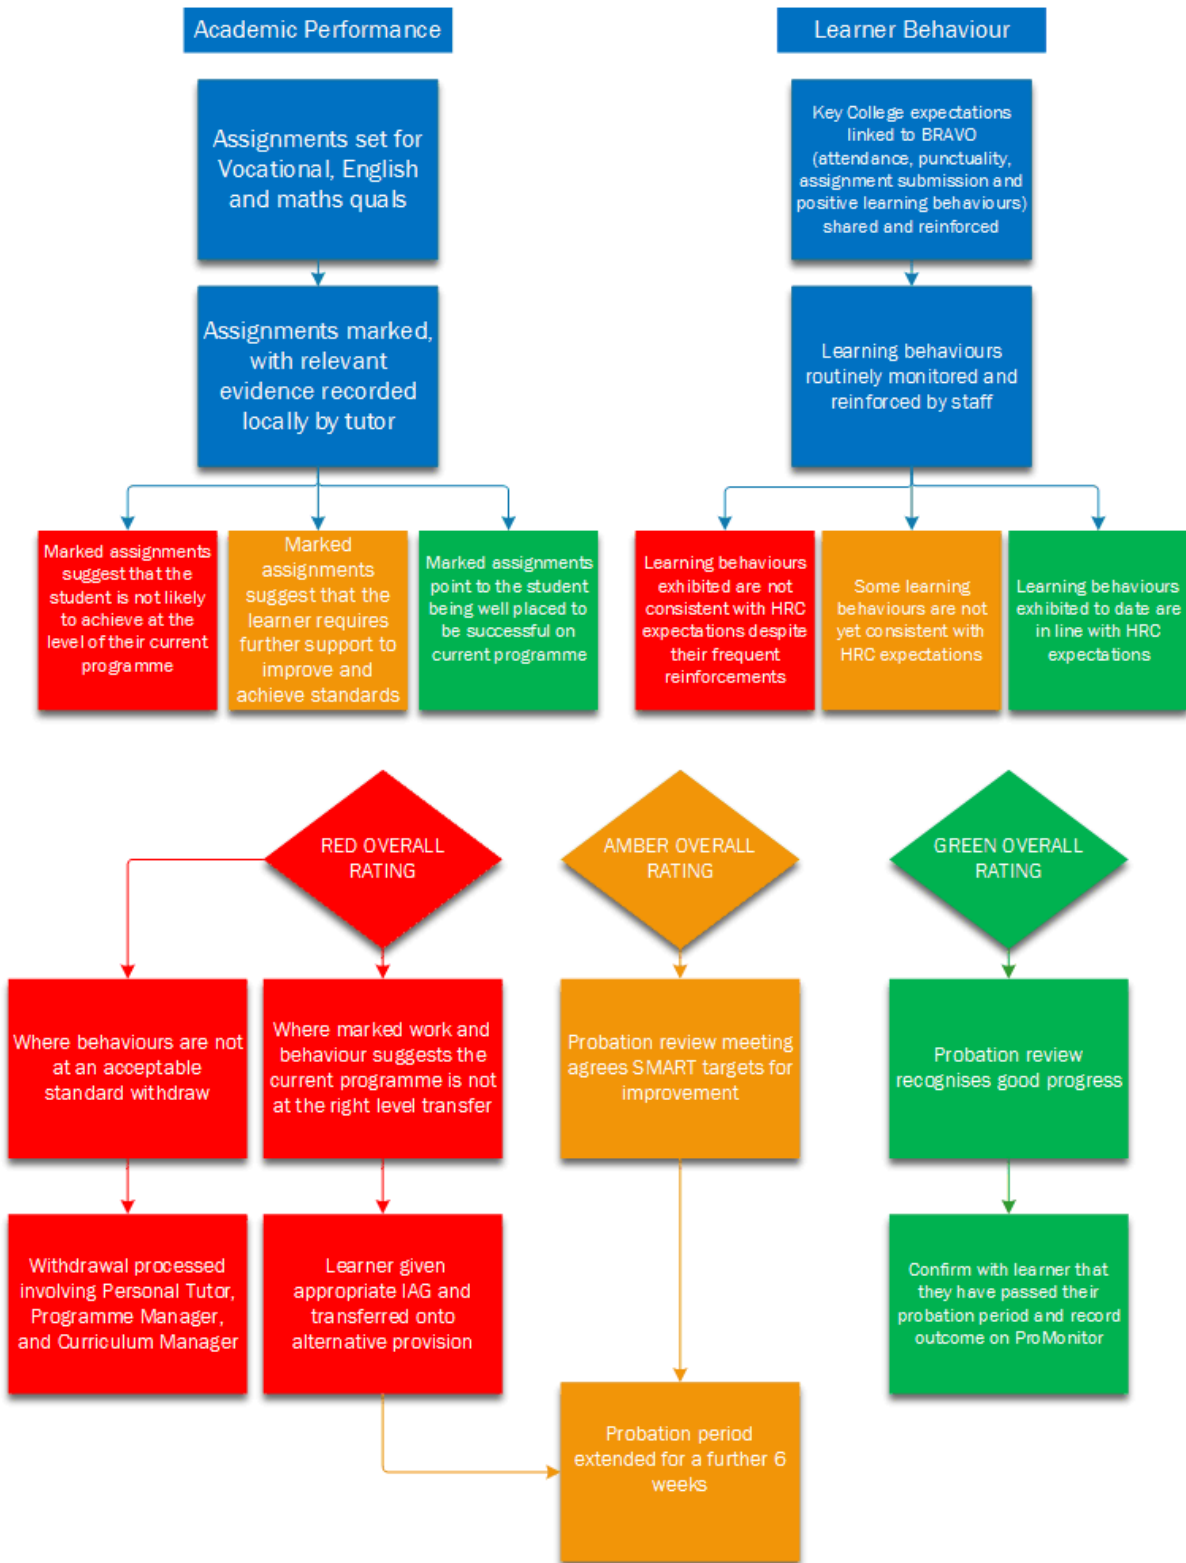 Academic Performance
Learner Behaviour
Assignments set for
Vocational, English
and maths quals
Key College expectations
linked to BRAVO
(attendance, punctuality,
assignment submission and
positive learning behaviours)
shared and reinforced
Assignments marked,
with relevant
evidence recorded
locally by tutor
Learning behaviours
routinely monitored and
reinforced by staff
Marked assignments
suggest that the
student is not likely
to achieve at the
level of their current
programme
Marked
assignments
suggest that the
learner requires
further support to
improve and
achieve standards
Marked assignments
point to the student
being well placed to
be successful on
current programme
Learning behaviours
exhibited are not
consistent with HRC
expectations despite
their frequent
reinforcements
Some learning
behaviours are not
yet consistent with
HRC expectations
Learning behaviours
exhibited to date are
in line with HRC
expectations
RED OVERALL
RATING
AMBER OVERALL
RATING
GREEN OVERALL
RATING
Where behaviours are not
at an acceptable
standard withdraw
Where marked work and
behaviour suggests the
current programme is not
at the right level transfer
Probation review meeting
agrees SMART targets for
improvement
Probation review
recognises good progress
Withdrawal processed
involving Personal Tutor,
Programme Manager,
and Curriculum Manager
Learner given
appropriate IAG and
transferred onto
alternative provision
Confirm with learner that
they have passed their
probation period and record
outcome on ProMonitor
Probation period
extended for a further 6
weeks